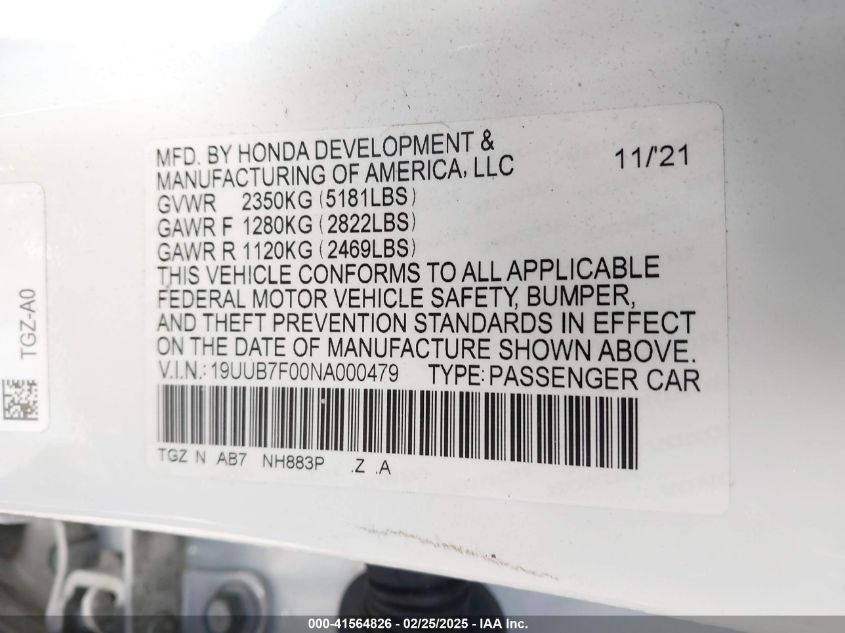 MFD. BY HONDA DEVELOPMENT &
MANUFACTURING OF AMERICA, LLC
11/'21
GVWR 2350KG (5181LBS)
GAWR F 1280KG (2822LBS)
GAWR R 1120KG (2469LBS)
THIS VEHICLE CONFORMS TO ALL APPLICABLE
FEDERAL MOTOR VEHICLE SAFETY, BUMPER,
AND THEFT PREVENTION STANDARDS IN EFFECT
ON THE DATE OF MANUFACTURE SHOWN ABOVE.
V.I.N.: 19UUB7F00NA000479 TYPE: PASSENGER CAR
TGZ N AB7 NH883P .Z .A
TGZ-A0
000-41564826 - 02/25/2025 - IAA Inc.